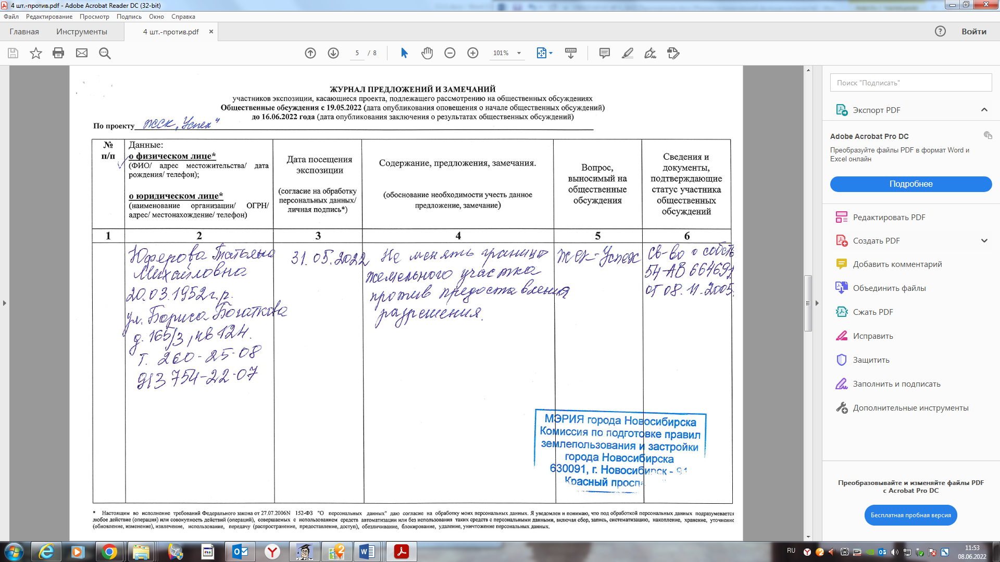 4 шт.-против.pdf - Adobe Acrobat Reader DC (32-bit)
Файл Редактирование Просмотр Подпись Окно Справка
Главная Инструменты 4 шт.-против.pdf × Войти
5 / 8 101%
ЖУРНАЛ ПРЕДЛОЖЕНИЙ И ЗАМЕЧАНИЙ
участников экспозиции, касающиеся проекта, подлежащего рассмотрению на общественных обсуждениях
Общественные обсуждения с 19.05.2022 (дата опубликования оповещения о начале общественных обсуждений)
до 16.06.2022 года (дата опубликования заключения о результатах общественных обсуждений)
По проекту ЖСК „Успех"
№
п/п
Данные:
о физическом лице*
(ФИО/ адрес местожительства/ дата
рождения/ телефон);
о юридическом лице*
(наименование организации/ ОГРН/
адрес/ местонахождение/ телефон)
Дата посещения
экспозиции
(согласие на обработку
персональных данных/
личная подпись*)
Содержание, предложения, замечания.
(обоснование необходимости учесть данное
предложение, замечание)
Вопрос,
выносимый на
общественные
обсуждения
Сведения и
документы,
подтверждающие
статус участника
общественных
обсуждений
1 2 3 4 5 6
Юферова Татьяна
Михайловна
20.03.1952 г.р.
ул. Бориса Богаткова
д. 165/3, кв 124.
т. 260-25-08
913 754-22-07
31.05.2022
Не менять границы
земельного участка
против предоставления
разрешения.
ЖСК-Успех
св-во о собств
54-АВ 664691
от 08.11.2005.
МЭРИЯ города Новосибирска
Комиссия по подготовке правил
землепользования и застройки
города Новосибирска
630091, г. Новосибирск - 91
Красный просп
* Настоящим во исполнение требований Федерального закона от 27.07.2006N 152-ФЗ "О персональных данных" даю согласие на обработку моих персональных данных. Я уведомлен и понимаю, что под обработкой персональных данных подразумевается
любое действие (операция) или совокупность действий (операций), совершаемых с использованием средств автоматизации или без использования таких средств с персональными данными, включая сбор, запись, систематизацию, накопление, хранение, уточнение
(обновление, изменение), извлечение, использование, передачу (распространение, предоставление, доступ), обезличивание, блокирование, удаление, уничтожение персональных данных.
Поиск "Подписать"
Экспорт PDF
Adobe Acrobat Pro DC
Преобразуйте файлы PDF в формат Word и
Excel онлайн
Подробнее
Редактировать PDF
Создать PDF
Добавить комментарий
Объединить файлы
Сжать PDF
Исправить
Защитить
Заполнить и подписать
Дополнительные инструменты
Преобразовывайте и изменяйте файлы PDF
с Acrobat Pro DC
Бесплатная пробная версия
RU
11:53
08.06.2022